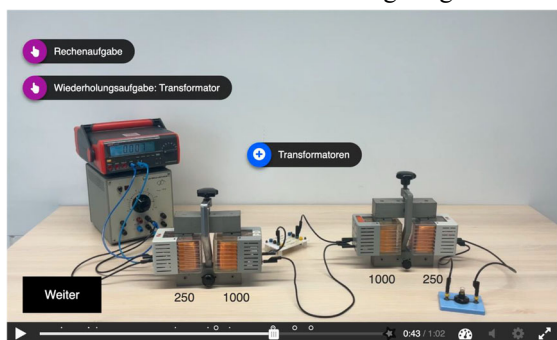 Rechenaufgabe
Wiederholungsaufgabe: Transformator
Transformatoren
250 1000
1000 250
Weiter
0:43 / 1:02